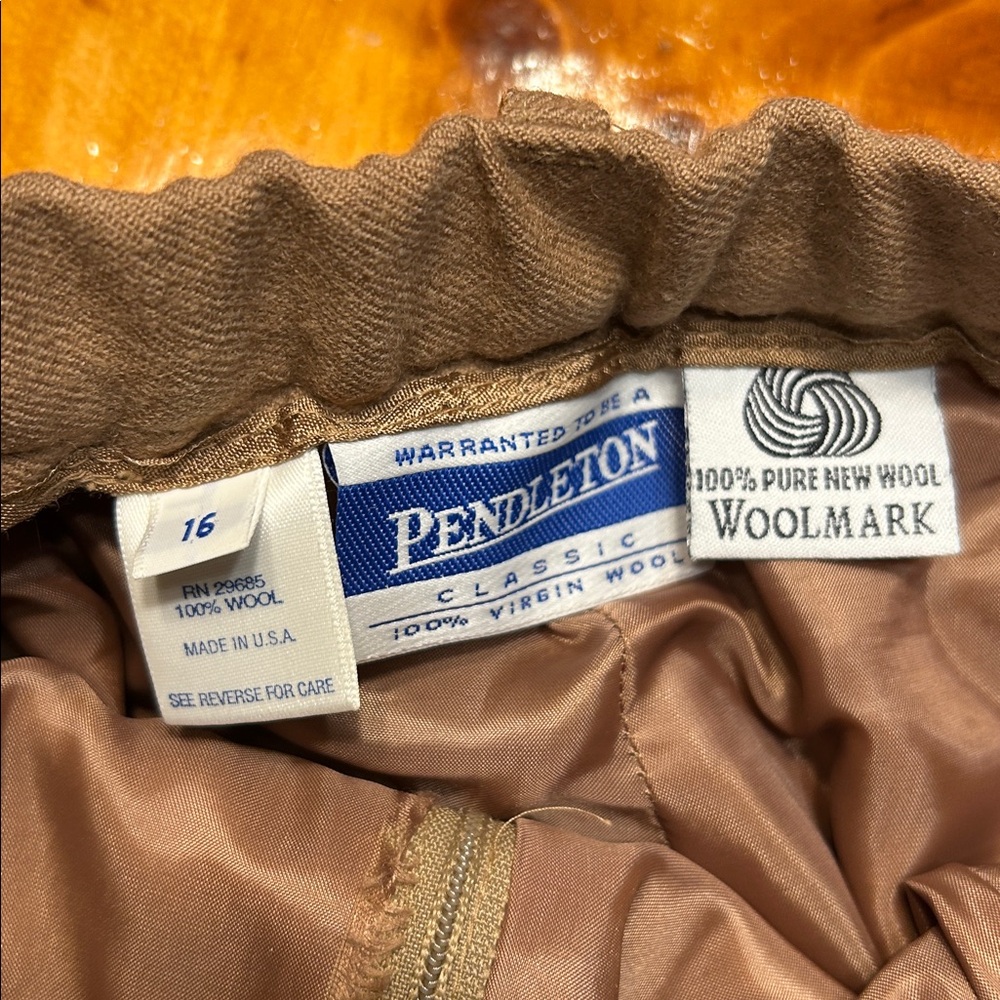 16
RN 29685
100% WOOL
MADE IN U.S.A.
SEE REVERSE FOR CARE
WARRANTED TO BE A
PENDLETON
CLASSIC
100% VIRGIN WOOL
100% PURE NEW WOOL
WOOLMARK